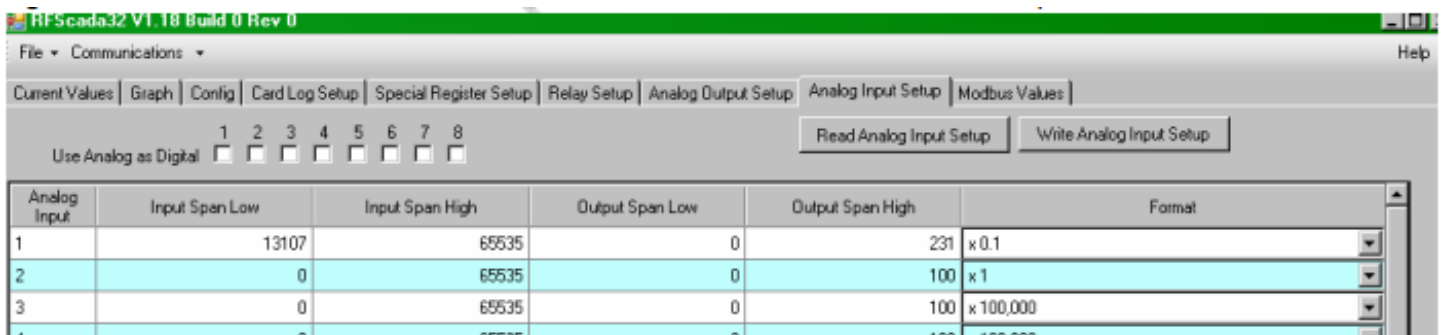 RFScada32 V1.18 Build 0 Rev 0
File Communications Help
Current Values Graph Config Card Log Setup Special Register Setup Relay Setup Analog Output Setup Analog Input Setup Modbus Values
1 2 3 4 5 6 7 8
Use Analog as Digital
Read Analog Input Setup Write Analog Input Setup
Analog Input Input Span Low Input Span High Output Span Low Output Span High Format
1 13107 65535 0 231 x 0.1
2 0 65535 0 100 x 1
3 0 65535 0 100 x 100,000